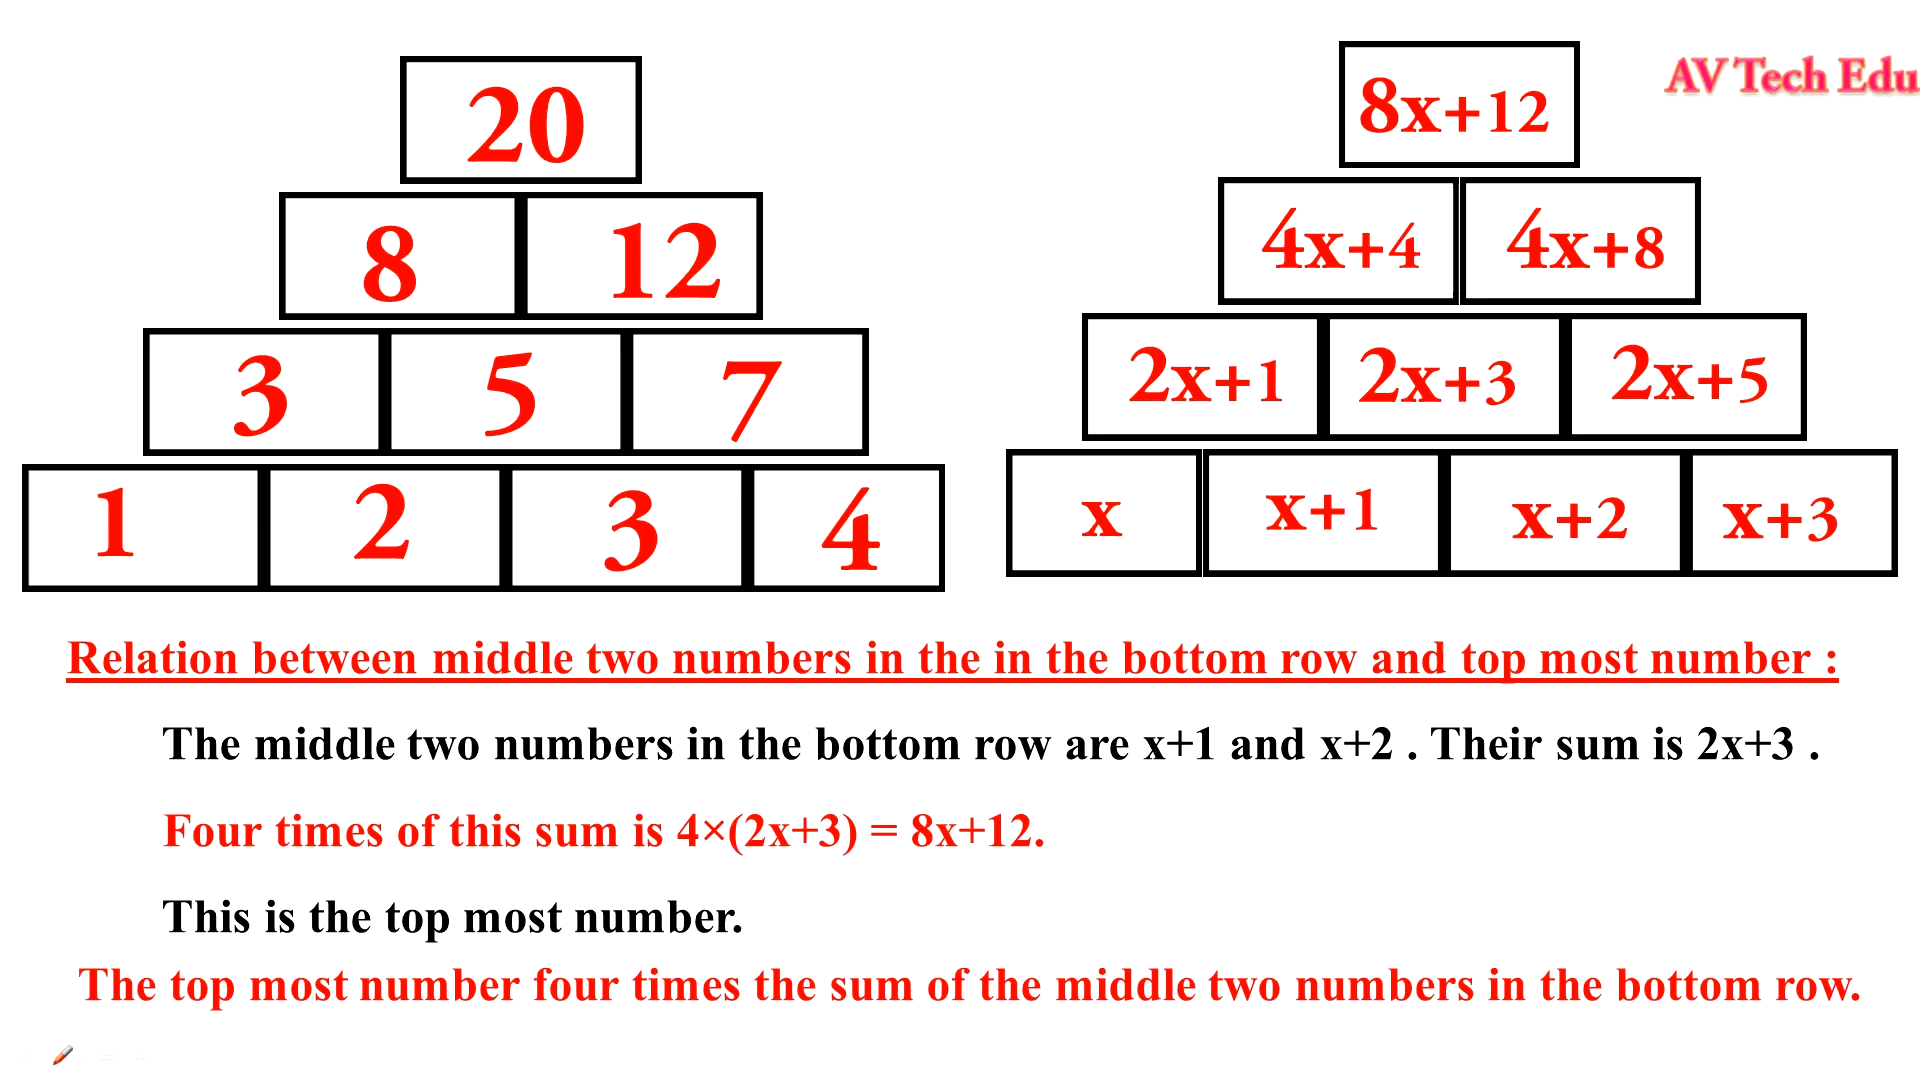 20
8 12
3 5 7
1 2 3 4
AV Tech Edu
8x+12
4x+4 4x+8
2x+1 2x+3 2x+5
x x+1 x+2 x+3
Relation between middle two numbers in the in the bottom row and top most number :
The middle two numbers in the bottom row are x+1 and x+2 . Their sum is 2x+3 .
Four times of this sum is 4×(2x+3) = 8x+12.
This is the top most number.
The top most number four times the sum of the middle two numbers in the bottom row.